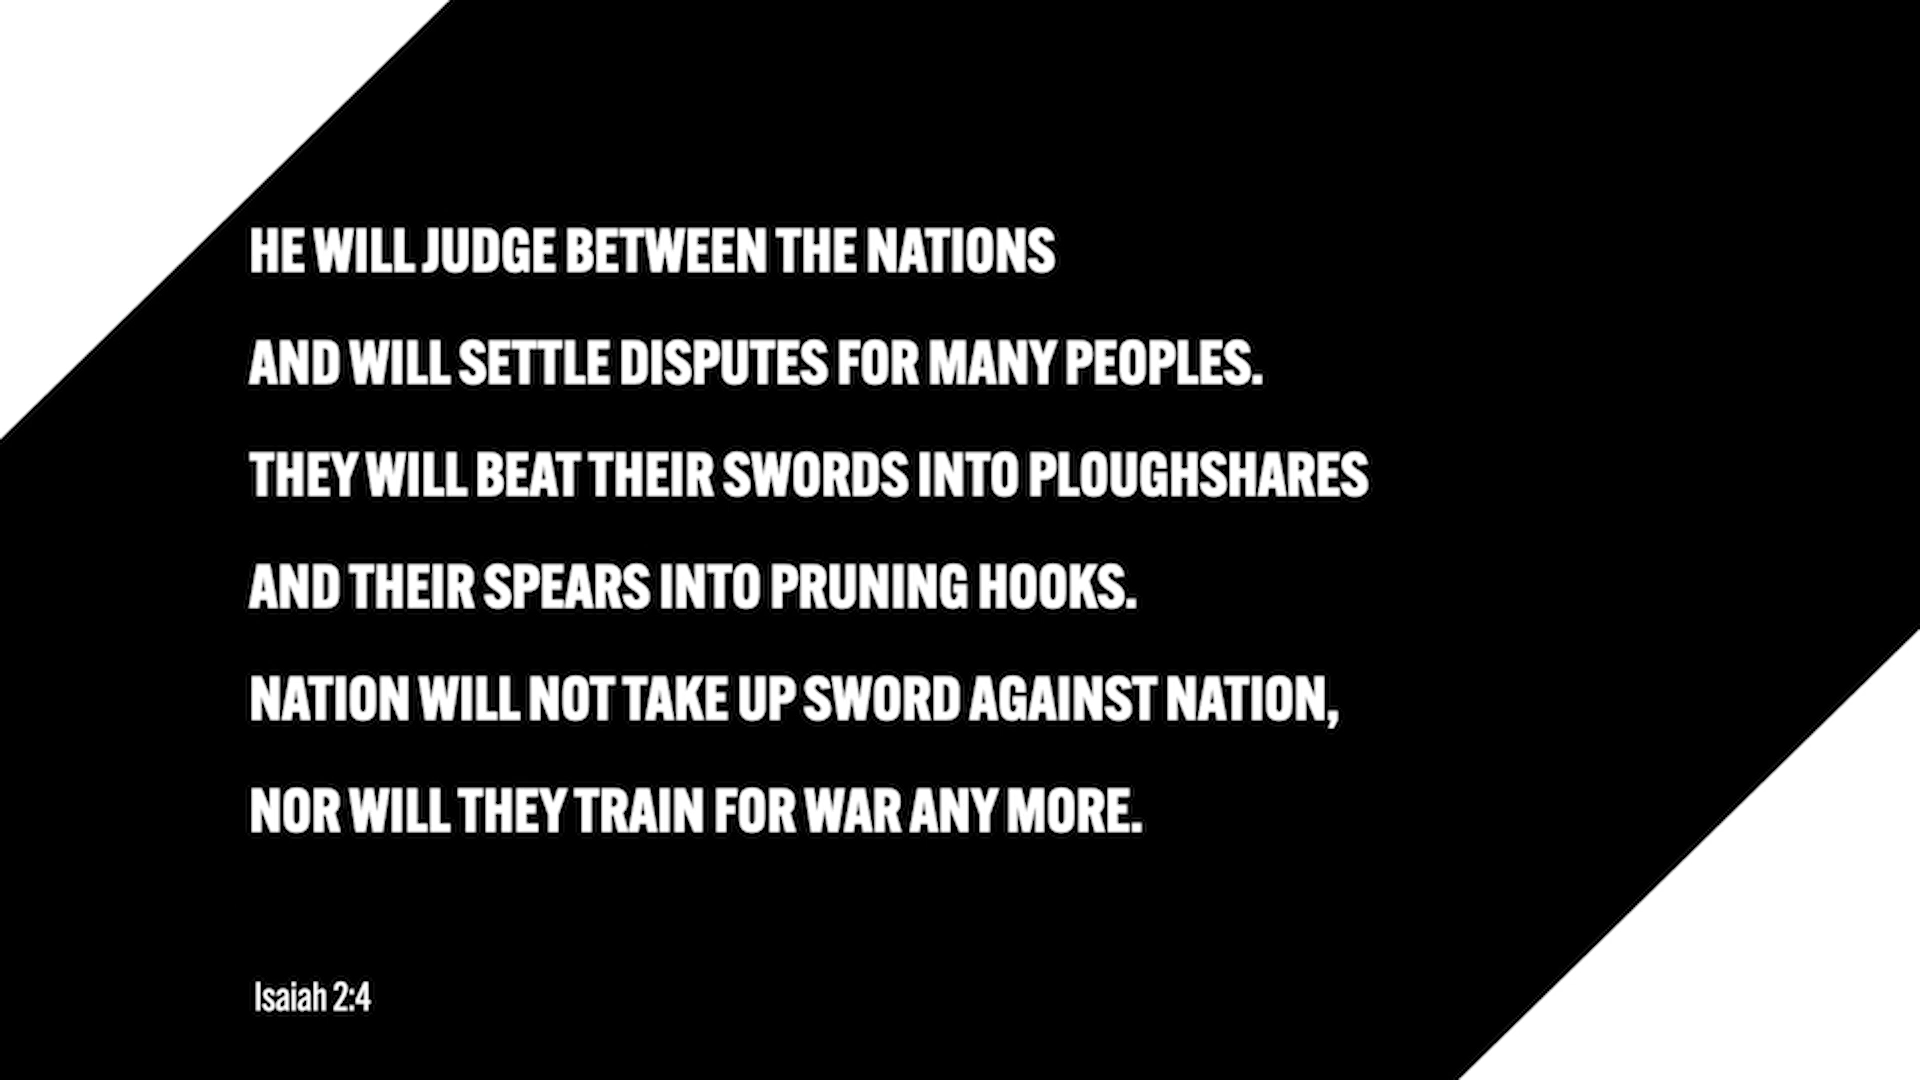 HE WILL JUDGE BETWEEN THE NATIONS
AND WILL SETTLE DISPUTES FOR MANY PEOPLES.
THEY WILL BEAT THEIR SWORDS INTO PLOUGHSHARES
AND THEIR SPEARS INTO PRUNING HOOKS.
NATION WILL NOT TAKE UP SWORD AGAINST NATION,
NOR WILL THEY TRAIN FOR WAR ANY MORE.
Isaiah 2:4